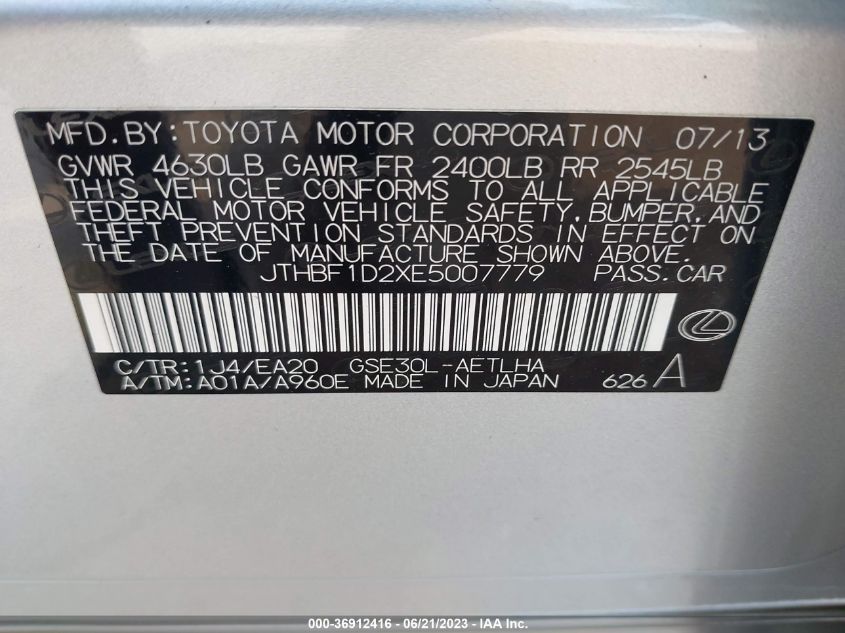 MFD.BY:TOYOTA MOTOR CORPORATION 07/13
GVWR 4630LB GAWR FR 2400LB RR 2545LB
THIS VEHICLE CONFORMS TO ALL APPLICABLE
FEDERAL MOTOR VEHICLE SAFETY, BUMPER, AND
THEFT PREVENTION STANDARDS IN EFFECT ON
THE DATE OF MANUFACTURE SHOWN ABOVE.
JTHBF1D2XE5007779 PASS.CAR
C/TR:1J4/EA20 GSE30L-AETLHA
A/TM:A01A/A960E MADE IN JAPAN 626 A
000-36912416 - 06/21/2023 - IAA Inc.